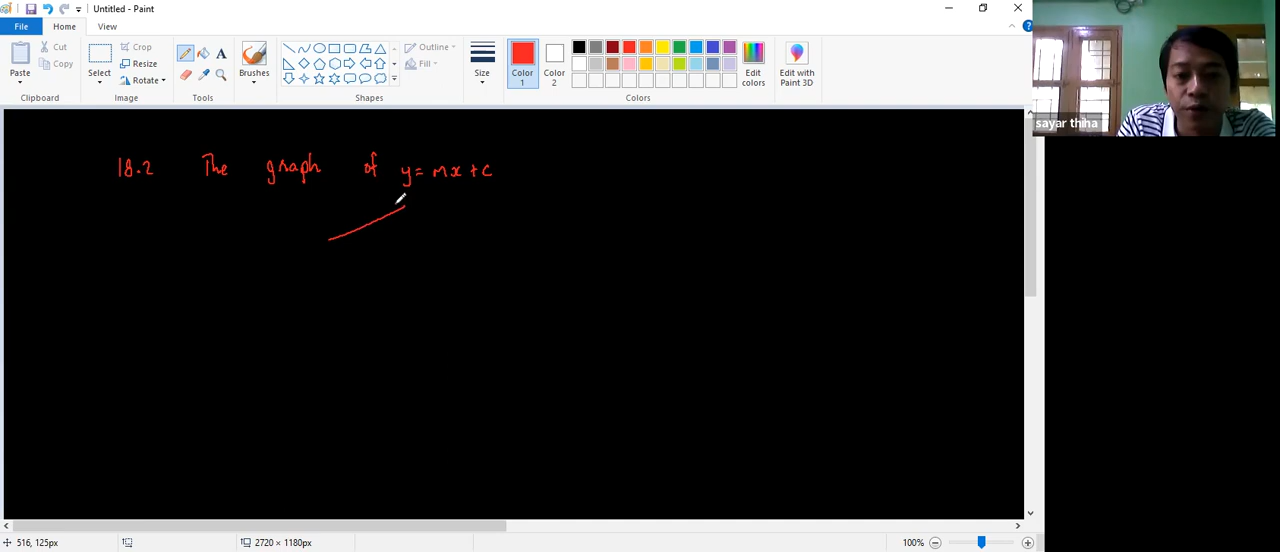 Untitled - Paint
File Home View
Paste
Cut
Copy
Clipboard
Select
Crop
Resize
Rotate
Image
Tools
Brushes
Shapes
Outline
Fill
Size
Color 1
Color 2
Edit colors
Colors
Edit with Paint 3D
sayar thiha
18.2 The graph of y = mx + c
516, 125px
2720 × 1180px
100%